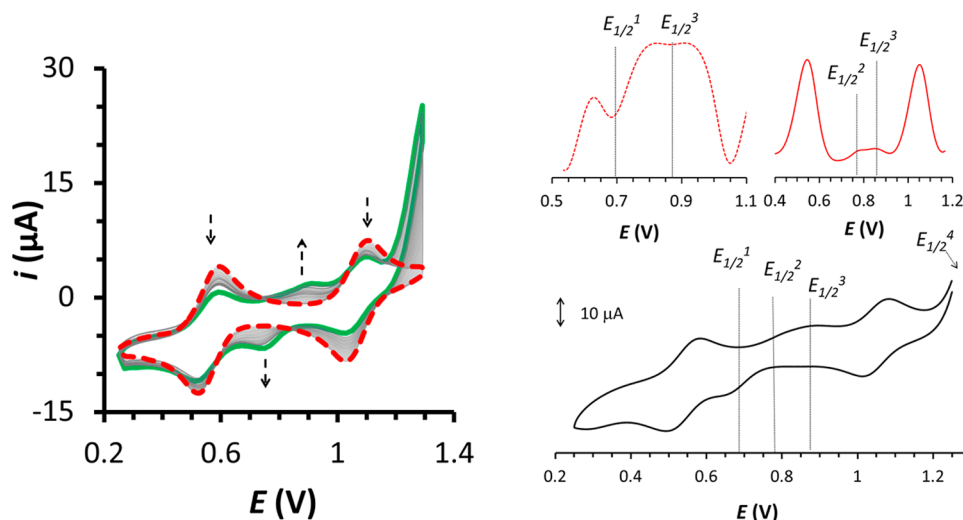 30
15
0
-15
i (µA)
0.2 0.6 1 1.4
E (V)
E1/2¹ E1/2³
0.5 0.7 0.9 1.1
E (V)
E1/2² E1/2³
0.4 0.6 0.8 1 1.2
E (V)
E1/2¹ E1/2² E1/2³ E1/2⁴
10 µA
0.2 0.4 0.6 0.8 1.0 1.2
E (V)